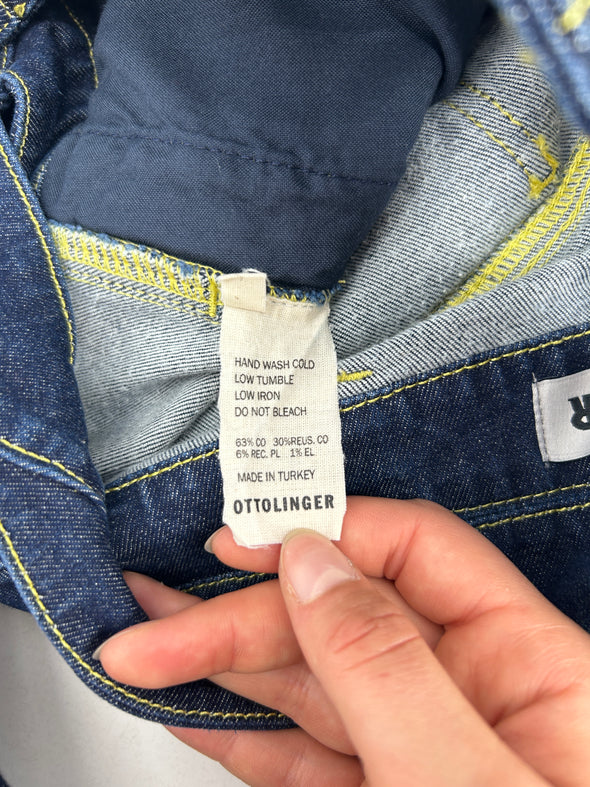 HAND WASH COLD
LOW TUMBLE
LOW IRON
DO NOT BLEACH
63% CO 30%REUS. CO
6% REC. PL 1% EL
MADE IN TURKEY
OTTOLINGER
R